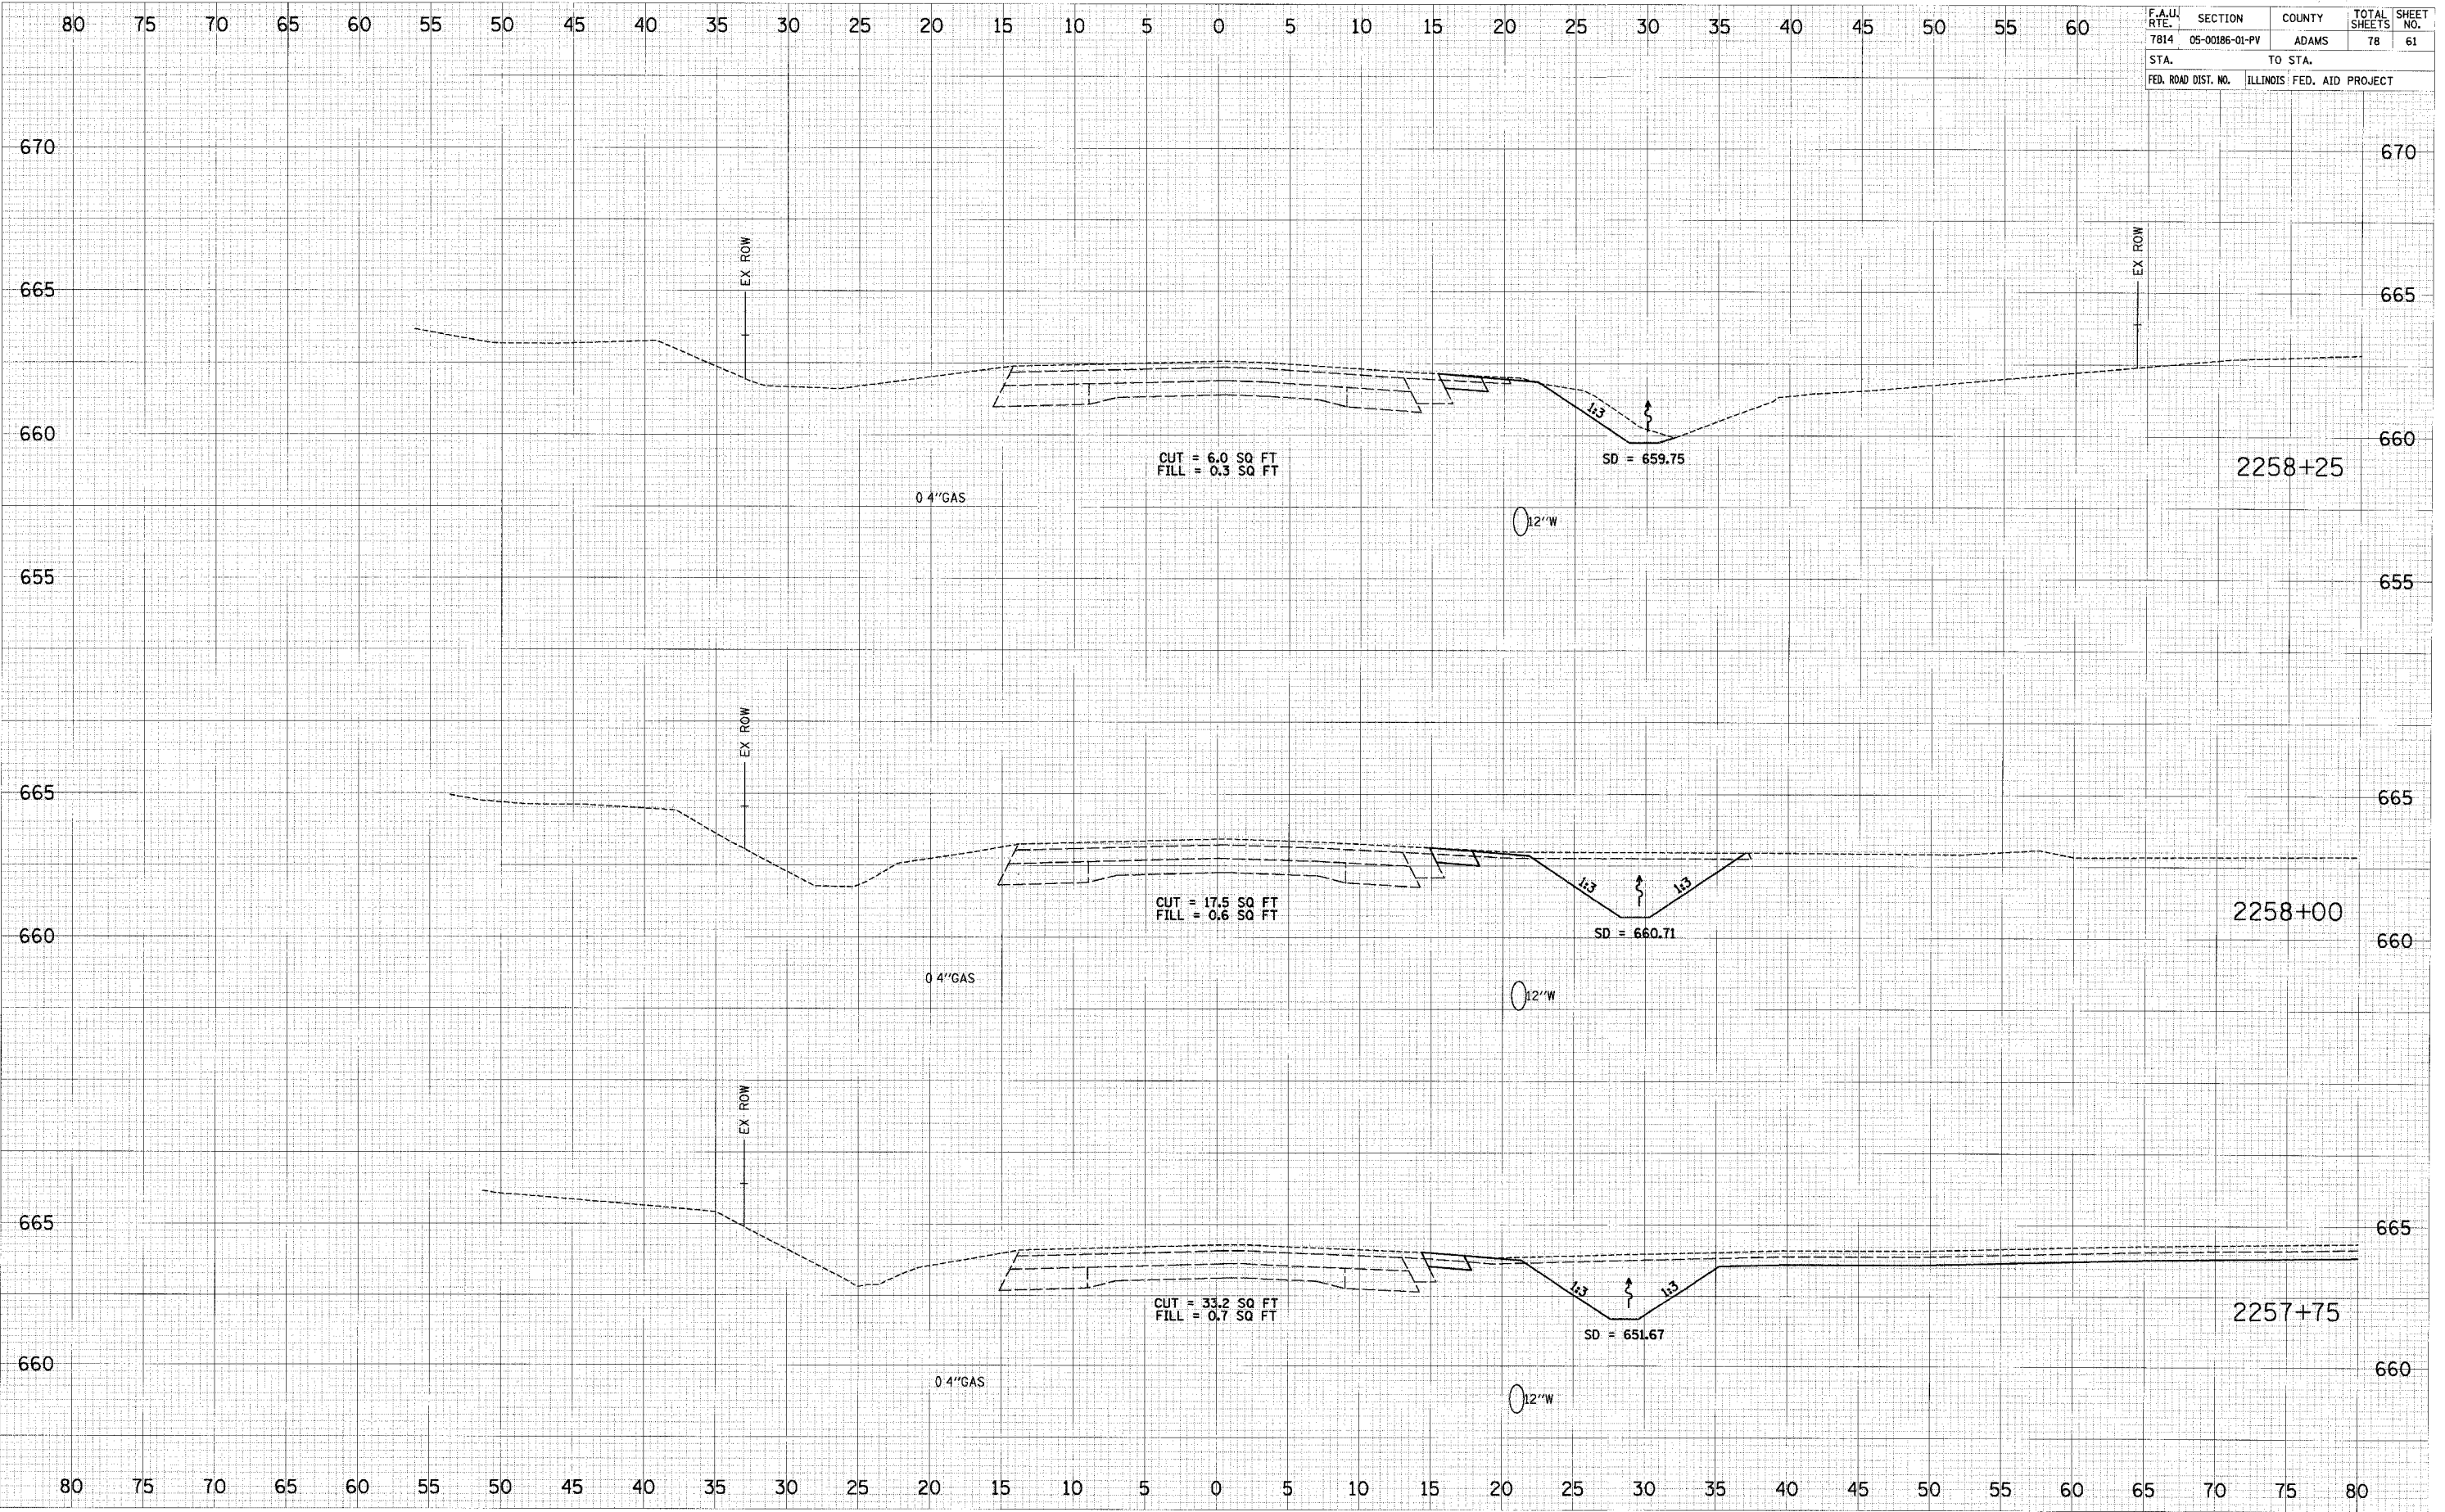 80 75 70 65 60 55 50 45 40 35 30 25 20 15 10 5 0 5 10 15 20 25 30 35 40 45 50 55 60
F.A.U. RTE. SECTION COUNTY TOTAL SHEETS SHEET NO.
7814 05-00186-01-PV ADAMS 78 61
STA. TO STA.
FED. ROAD DIST. NO. ILLINOIS FED. AID PROJECT
670 670
EX ROW EX ROW
665 665
1:3
660 660
CUT = 6.0 SQ FT
FILL = 0.3 SQ FT
SD = 659.75
2258+25
4''GAS
12''W
655 655
EX ROW
665 665
1:3 1:3
CUT = 17.5 SQ FT
FILL = 0.6 SQ FT
2258+00
SD = 660.71
660 660
4''GAS
12''W
EX ROW
665 665
1:3 1:3
CUT = 33.2 SQ FT
FILL = 0.7 SQ FT
2257+75
SD = 651.67
660 660
4''GAS
12''W
80 75 70 65 60 55 50 45 40 35 30 25 20 15 10 5 0 5 10 15 20 25 30 35 40 45 50 55 60 65 70 75 80